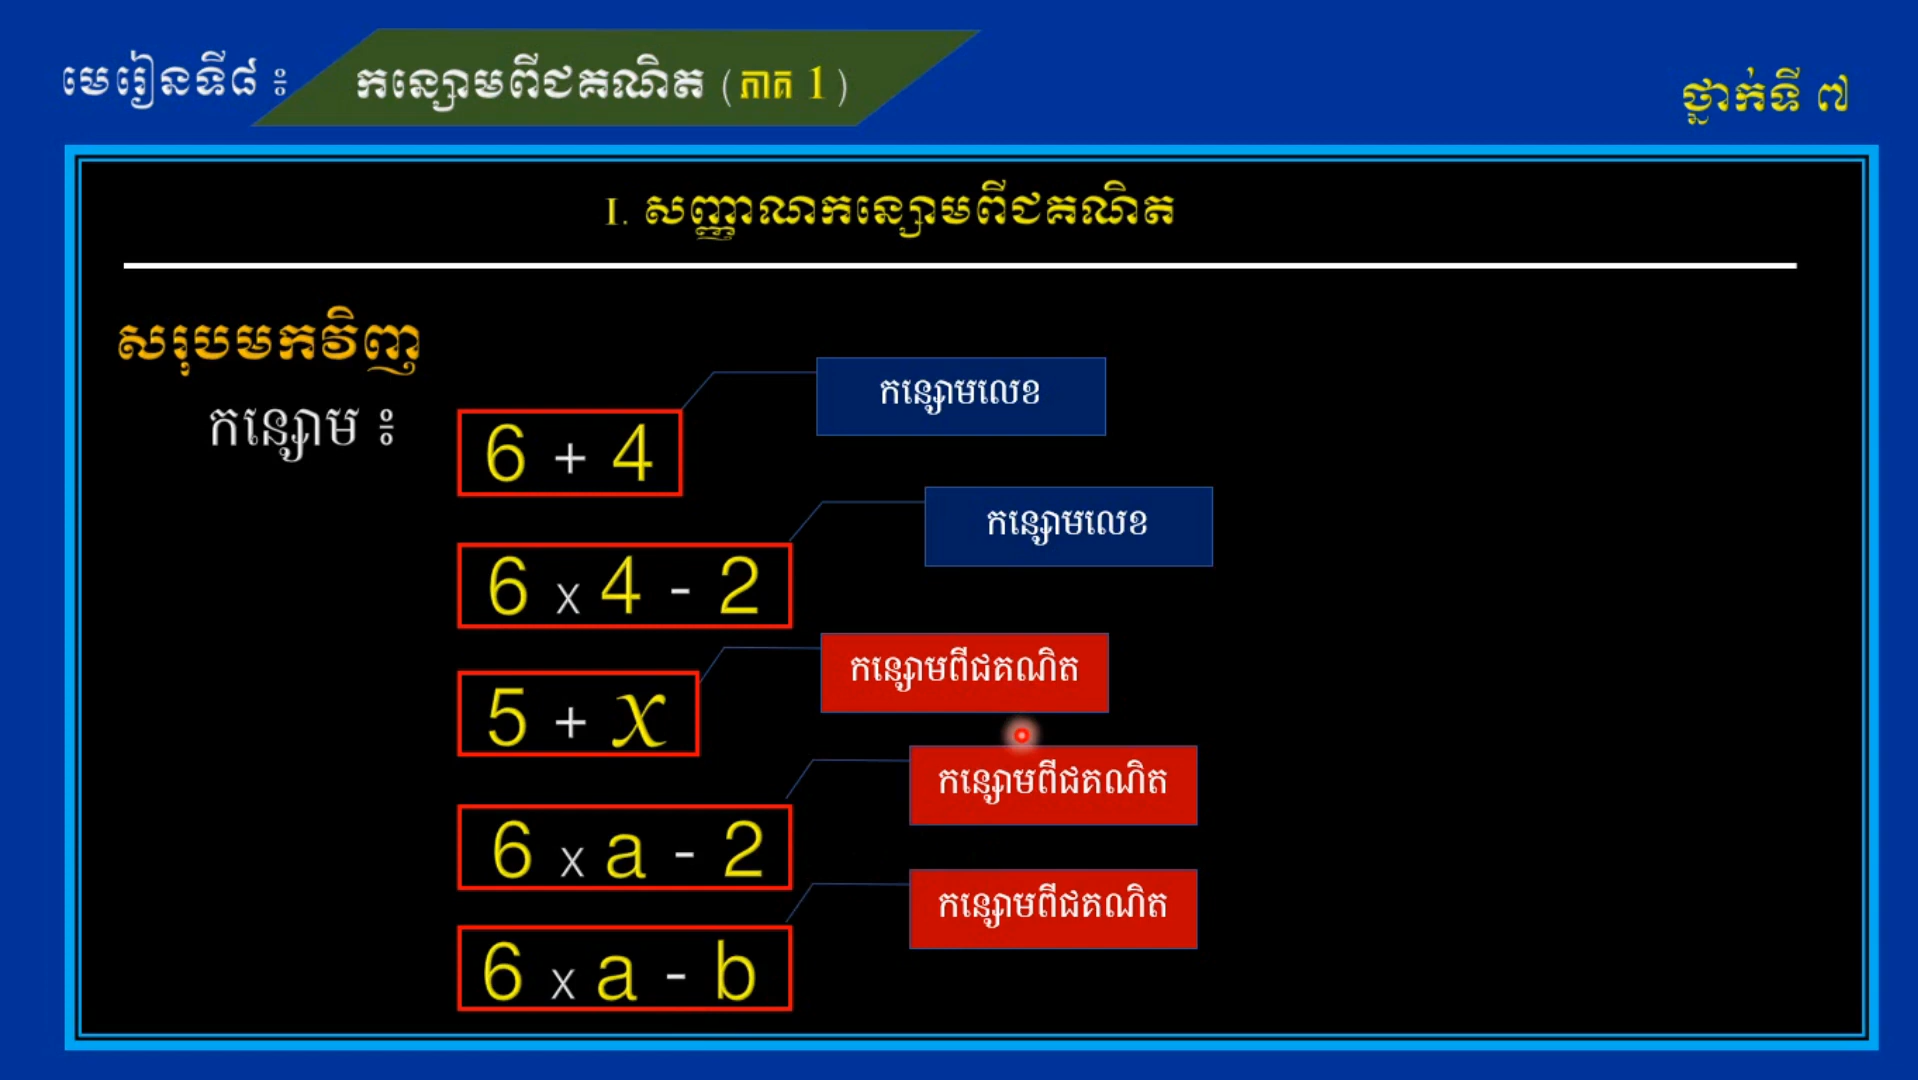 មេរៀនទី៨ ៖ កន្សោមពីជគណិត (ភាគ 1)
ថ្នាក់ទី ៧
I. សញ្ញាណកន្សោមពីជគណិត
សរុបមកវិញ
កន្សោម ៖
កន្សោមលេខ
6 + 4
កន្សោមលេខ
6 x 4 - 2
កន្សោមពីជគណិត
5 + x
កន្សោមពីជគណិត
6 x a - 2
កន្សោមពីជគណិត
6 x a - b